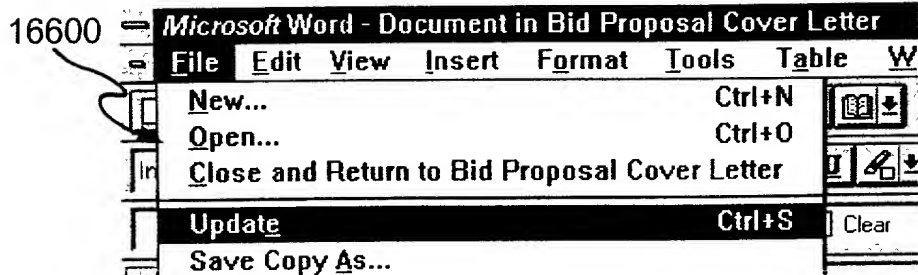 16600
Microsoft Word - Document in Bid Proposal Cover Letter
File Edit View Insert Format Tools Table W
New... Ctrl+N
Open... Ctrl+O
Close and Return to Bid Proposal Cover Letter
Update Ctrl+S
Clear
Save Copy As...